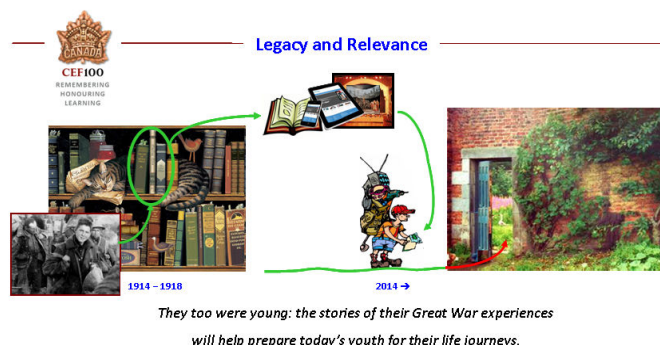 CANADA
CEF100
REMEMBERING
HONOURING
LEARNING
Legacy and Relevance
1914 – 1918
2014 →
They too were young: the stories of their Great War experiences
will help prepare today's youth for their life journeys.